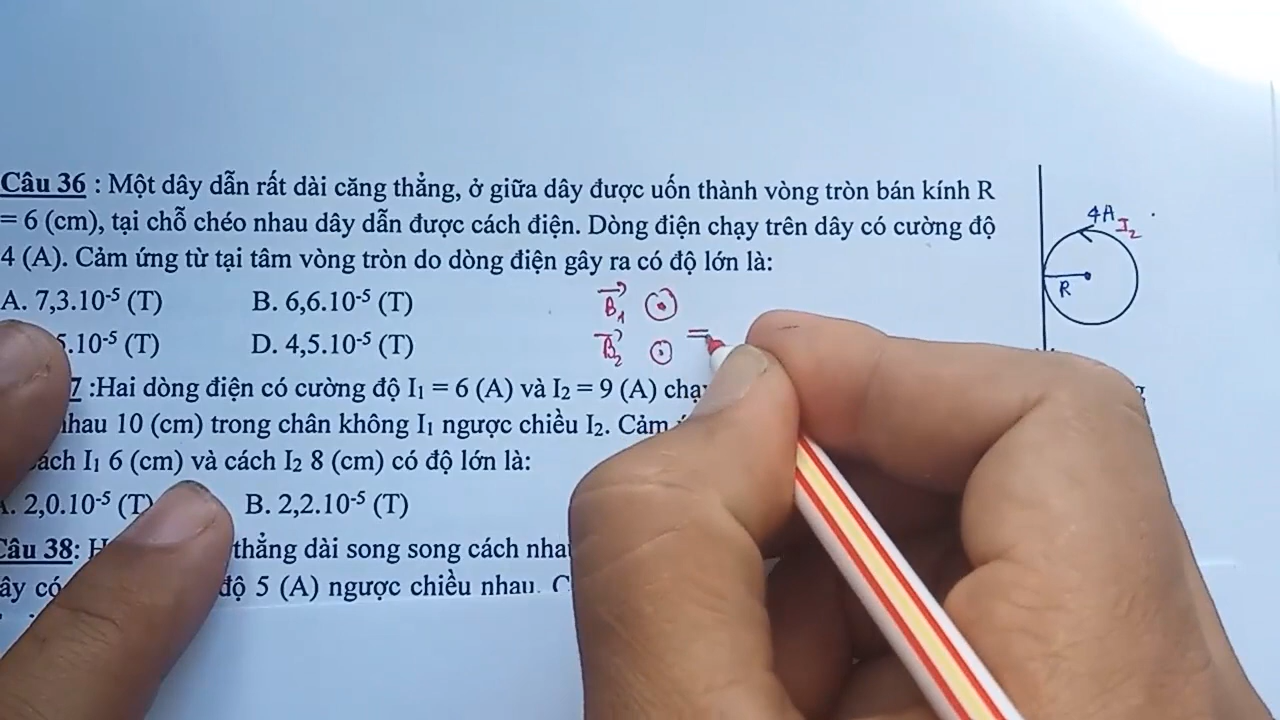 Câu 36 : Một dây dẫn rất dài căng thẳng, ở giữa dây được uốn thành vòng tròn bán kính R
= 6 (cm), tại chỗ chéo nhau dây dẫn được cách điện. Dòng điện chạy trên dây có cường độ
4 (A). Cảm ứng từ tại tâm vòng tròn do dòng điện gây ra có độ lớn là:
A. 7,3.10⁻⁵ (T) B. 6,6.10⁻⁵ (T)
5.10⁻⁵ (T) D. 4,5.10⁻⁵ (T)
B₁
B₂ =
4A I₂
R
7 :Hai dòng điện có cường độ I₁ = 6 (A) và I₂ = 9 (A)
nhau 10 (cm) trong chân không I₁ ngược chiều I₂. Cảm
cách I₁ 6 (cm) và cách I₂ 8 (cm) có độ lớn là:
A. 2,0.10⁻⁵ (T) B. 2,2.10⁻⁵ (T)
Câu 38: thẳng dài song song cách nha
ây có độ 5 (A) ngược chiều nhau. C